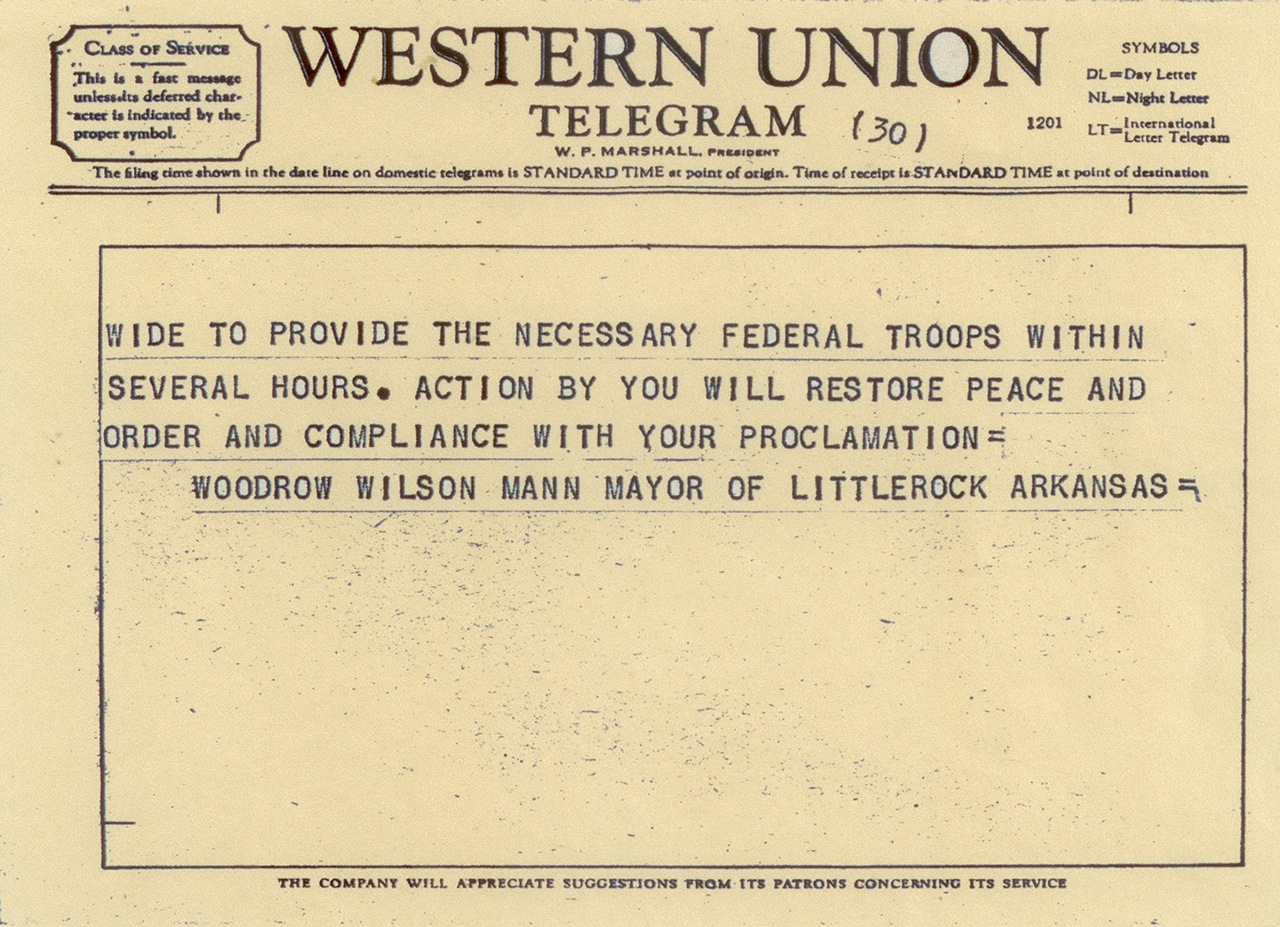 CLASS OF SERVICE
This is a fast message
unless its deferred char-
acter is indicated by the
proper symbol.
WESTERN UNION
TELEGRAM
(30)
W. P. MARSHALL, PRESIDENT
1201
SYMBOLS
DL=Day Letter
NL=Night Letter
LT=International Letter Telegram
The filing time shown in the date line on domestic telegrams is STANDARD TIME at point of origin. Time of receipt is STANDARD TIME at point of destination
WIDE TO PROVIDE THE NECESSARY FEDERAL TROOPS WITHIN
SEVERAL HOURS. ACTION BY YOU WILL RESTORE PEACE AND
ORDER AND COMPLIANCE WITH YOUR PROCLAMATION=
WOODROW WILSON MANN MAYOR OF LITTLEROCK ARKANSAS=
THE COMPANY WILL APPRECIATE SUGGESTIONS FROM ITS PATRONS CONCERNING ITS SERVICE